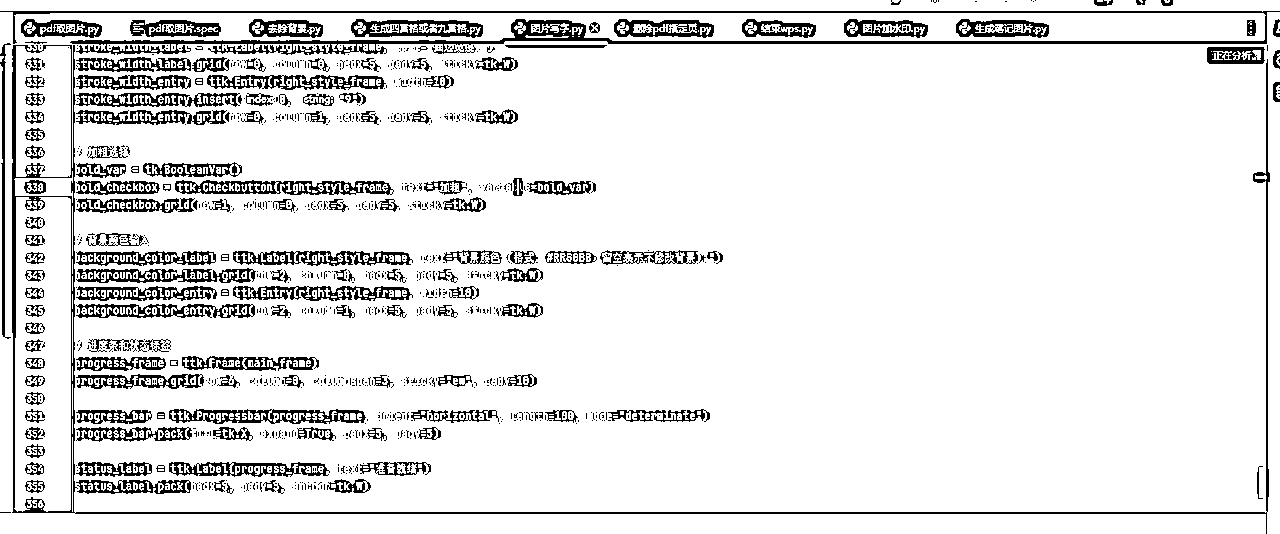 pdf取图片.py pdf取图片.spec 去除背景.py 生成四宫格或者九宫格.py 图片写字.py 删除pdf指定页.py 结束wps.py 图片加水印.py 生成笔记图片.py
正在分析...
331 stroke_width_label.grid(row=0, column=0, padx=5, pady=5, sticky=tk.W)
332 stroke_width_entry = ttk.Entry(right_style_frame, width=10)
333 stroke_width_entry.insert( index: 0, string: "9")
334 stroke_width_entry.grid(row=0, column=1, padx=5, pady=5, sticky=tk.W)
335
336 # 加粗选择
337 bold_var = tk.BooleanVar()
338 bold_checkbox = ttk.Checkbutton(right_style_frame, text="加粗", variable=bold_var)
339 bold_checkbox.grid(row=1, column=0, padx=5, pady=5, sticky=tk.W)
340
341 # 背景颜色输入
342 background_color_label = ttk.Label(right_style_frame, text="背景颜色 (格式: #RRGGBB, 留空表示不修改背景):")
343 background_color_label.grid(row=2, column=0, padx=5, pady=5, sticky=tk.W)
344 background_color_entry = ttk.Entry(right_style_frame, width=10)
345 background_color_entry.grid(row=2, column=1, padx=5, pady=5, sticky=tk.W)
346
347 # 进度条和状态标签
348 progress_frame = ttk.Frame(main_frame)
349 progress_frame.grid(row=4, column=0, columnspan=3, sticky="ew", pady=10)
350
351 progress_bar = ttk.Progressbar(progress_frame, orient="horizontal", length=100, mode="determinate")
352 progress_bar.pack(fill=tk.X, expand=True, padx=5, pady=5)
353
354 status_label = ttk.Label(progress_frame, text="准备就绪")
355 status_label.pack(padx=5, pady=5, anchor=tk.W)
356